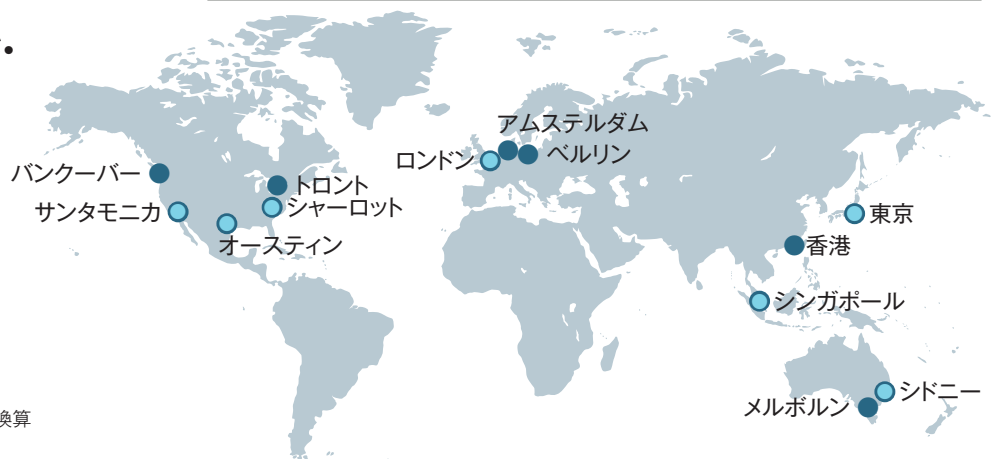 アムステルダム
ロンドン
ベルリン
バンクーバー
トロント
サンタモニカ
シャーロット
オースティン
東京
香港
シンガポール
シドニー
メルボルン
換算